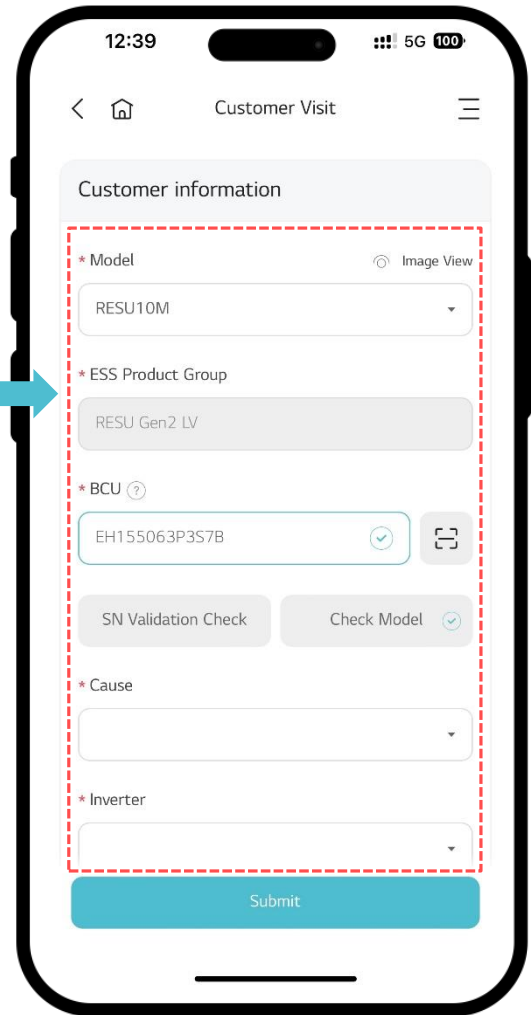 12:39 5G 100
Customer Visit
Customer information
* Model Image View
RESU10M
* ESS Product Group
RESU Gen2 LV
* BCU ?
EH155063P3S7B
SN Validation Check Check Model
* Cause
* Inverter
Submit